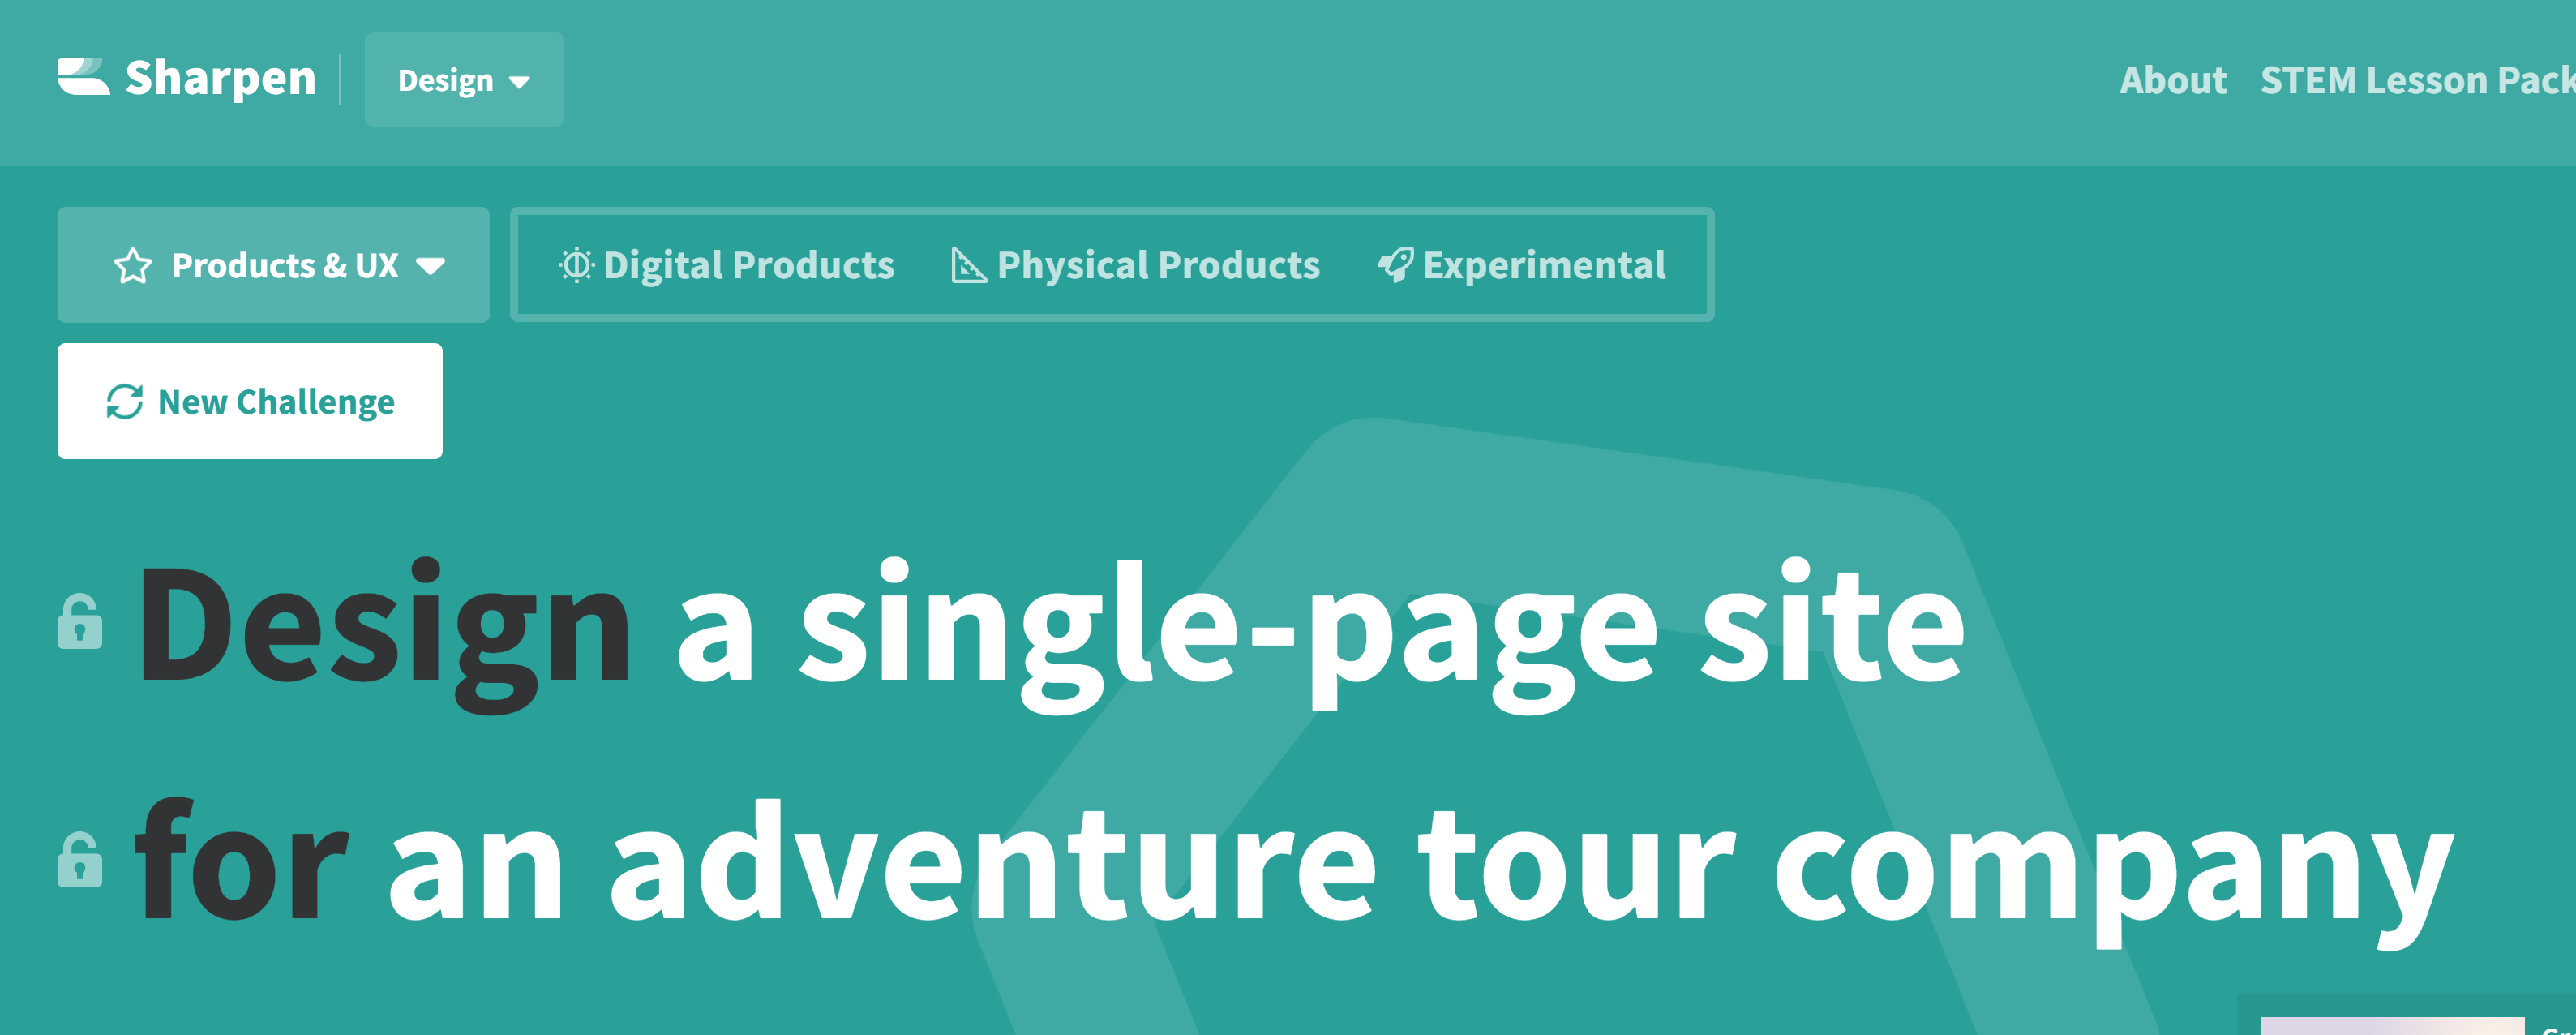 Sharpen
Design
About STEM Lesson Pack
Products & UX
Digital Products Physical Products Experimental
New Challenge
Design a single-page site
for an adventure tour company